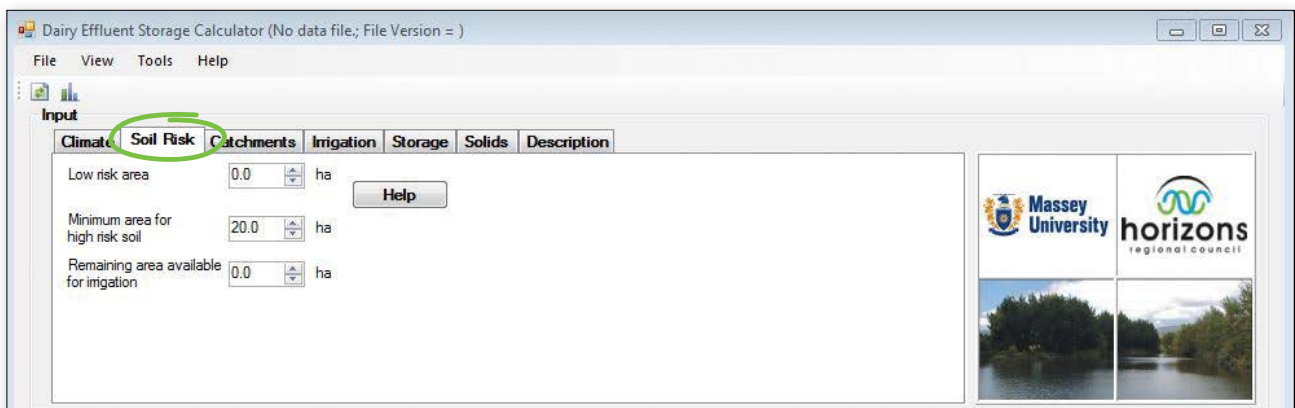 Dairy Effluent Storage Calculator (No data file.; File Version = )
File View Tools Help
Input
Climate Soil Risk Catchments Irrigation Storage Solids Description
Low risk area 0.0 ha
Help
Minimum area for
high risk soil 20.0 ha
Remaining area available
for irrigation 0.0 ha
Massey
University
horizons
regional council